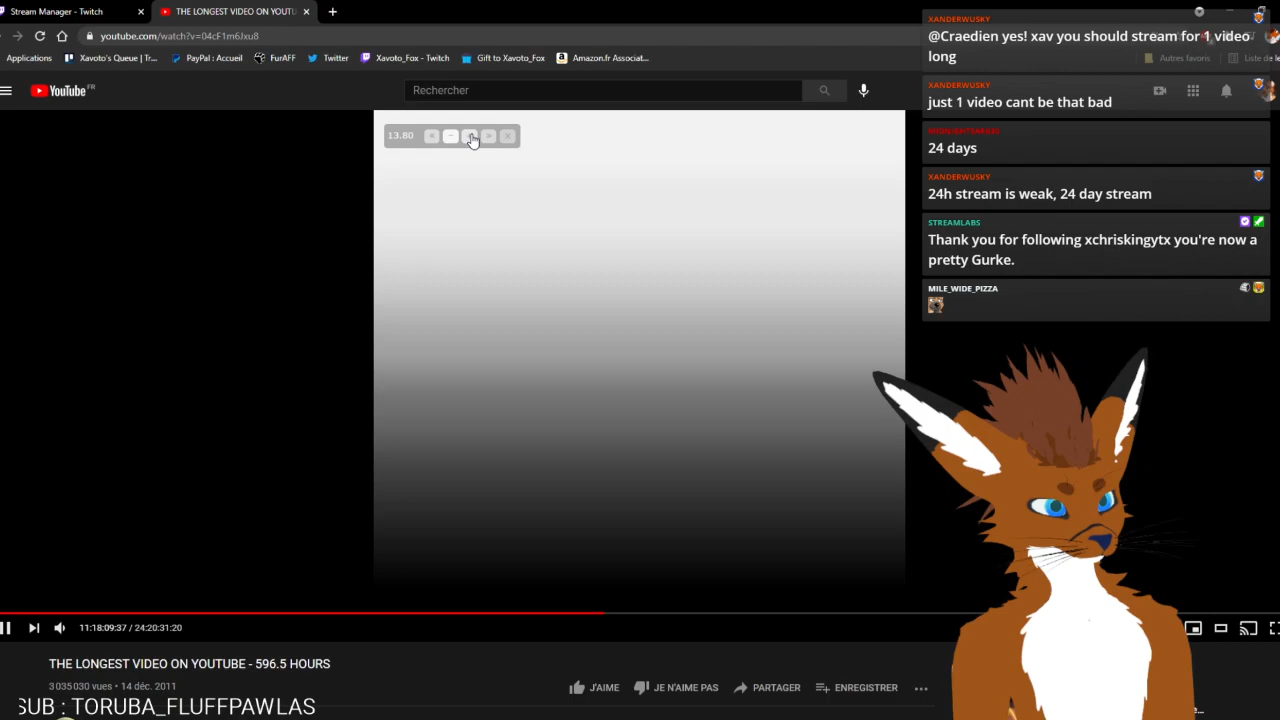 Stream Manager - Twitch
THE LONGEST VIDEO ON YOUTU
youtube.com/watch?v=04cF1m6Jxu8
Applications
Xavoto's Queue | Tr...
PayPal : Accueil
FurAFF
Twitter
Xavoto_Fox - Twitch
Gift to Xavoto_Fox
Amazon.fr Associat...
Autres favoris
Liste de le
YouTube FR
Rechercher
13.80
XANDERWUSKY
@Craedien yes! xav you should stream for 1 video
long
XANDERWUSKY
just 1 video cant be that bad
24 days
XANDERWUSKY
24h stream is weak, 24 day stream
STREAMLABS
Thank you for following xchriskingytx you're now a
pretty Gurke.
MILE_WIDE_PIZZA
11:18:09:37 / 24:20:31:20
THE LONGEST VIDEO ON YOUTUBE - 596.5 HOURS
3 035 030 vues • 14 déc. 2011
J'AIME
JE N'AIME PAS
PARTAGER
ENREGISTRER
SUB : TORUBA_FLUFFPAWLAS